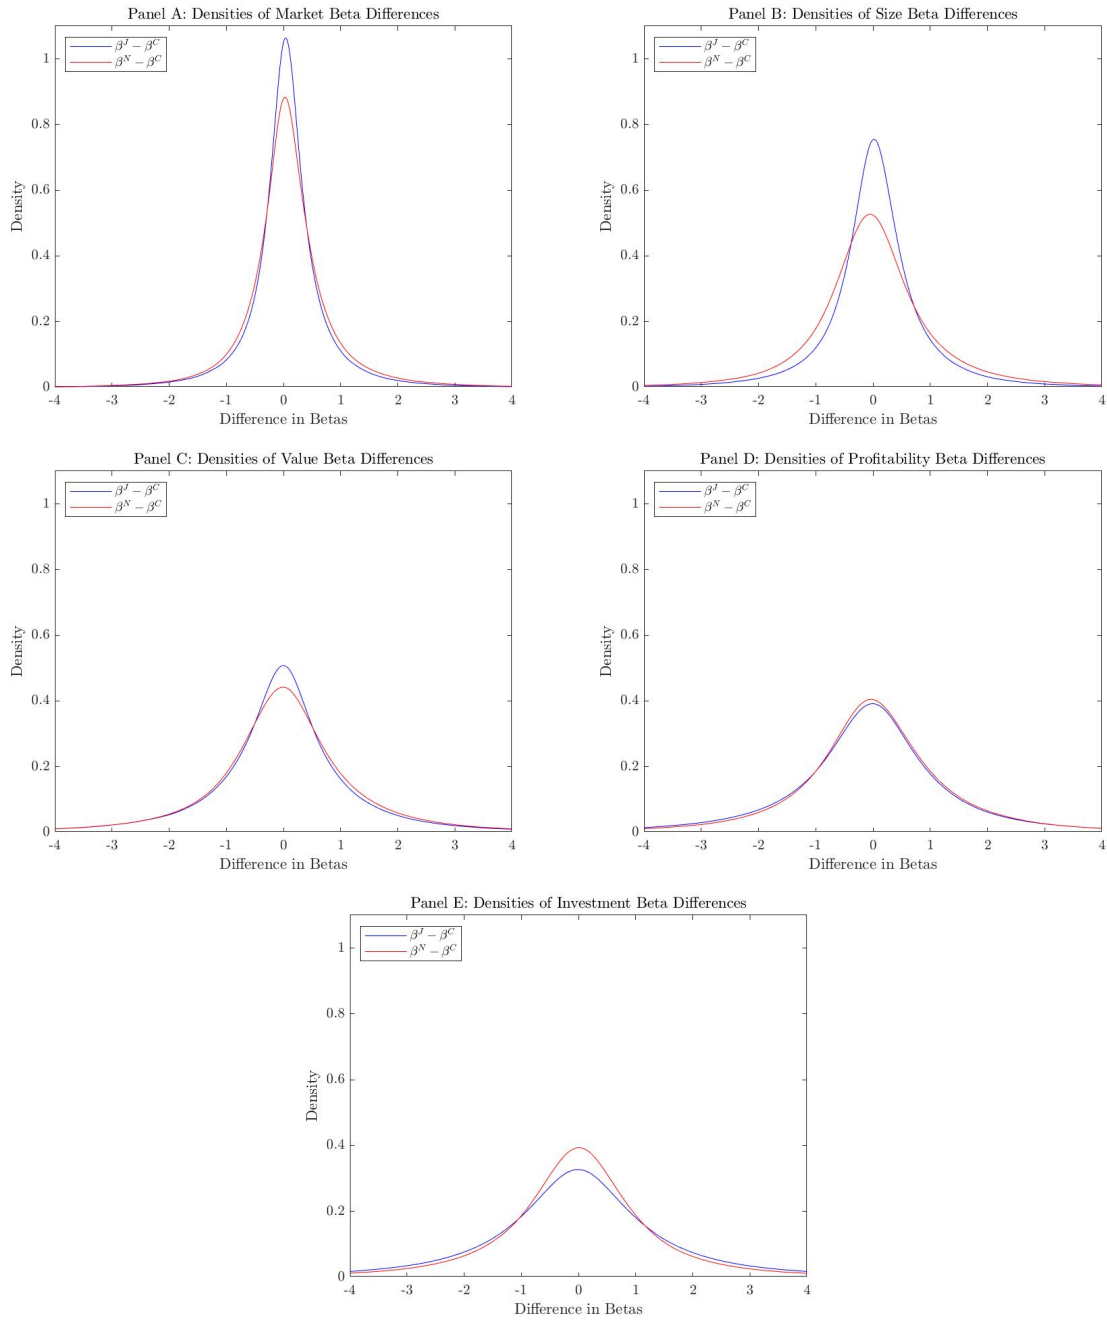 Panel A: Densities of Market Beta Differences
β^J − β^C
β^N − β^C
1
0.8
0.6
0.4
0.2
0
Density
-4 -3 -2 -1 0 1 2 3 4
Difference in Betas
Panel B: Densities of Size Beta Differences
β^J − β^C
β^N − β^C
1
0.8
0.6
0.4
0.2
0
Density
-4 -3 -2 -1 0 1 2 3 4
Difference in Betas
Panel C: Densities of Value Beta Differences
β^J − β^C
β^N − β^C
1
0.8
0.6
0.4
0.2
0
Density
-4 -3 -2 -1 0 1 2 3 4
Difference in Betas
Panel D: Densities of Profitability Beta Differences
β^J − β^C
β^N − β^C
1
0.8
0.6
0.4
0.2
0
Density
-4 -3 -2 -1 0 1 2 3 4
Difference in Betas
Panel E: Densities of Investment Beta Differences
β^J − β^C
β^N − β^C
1
0.8
0.6
0.4
0.2
0
Density
-4 -3 -2 -1 0 1 2 3 4
Difference in Betas